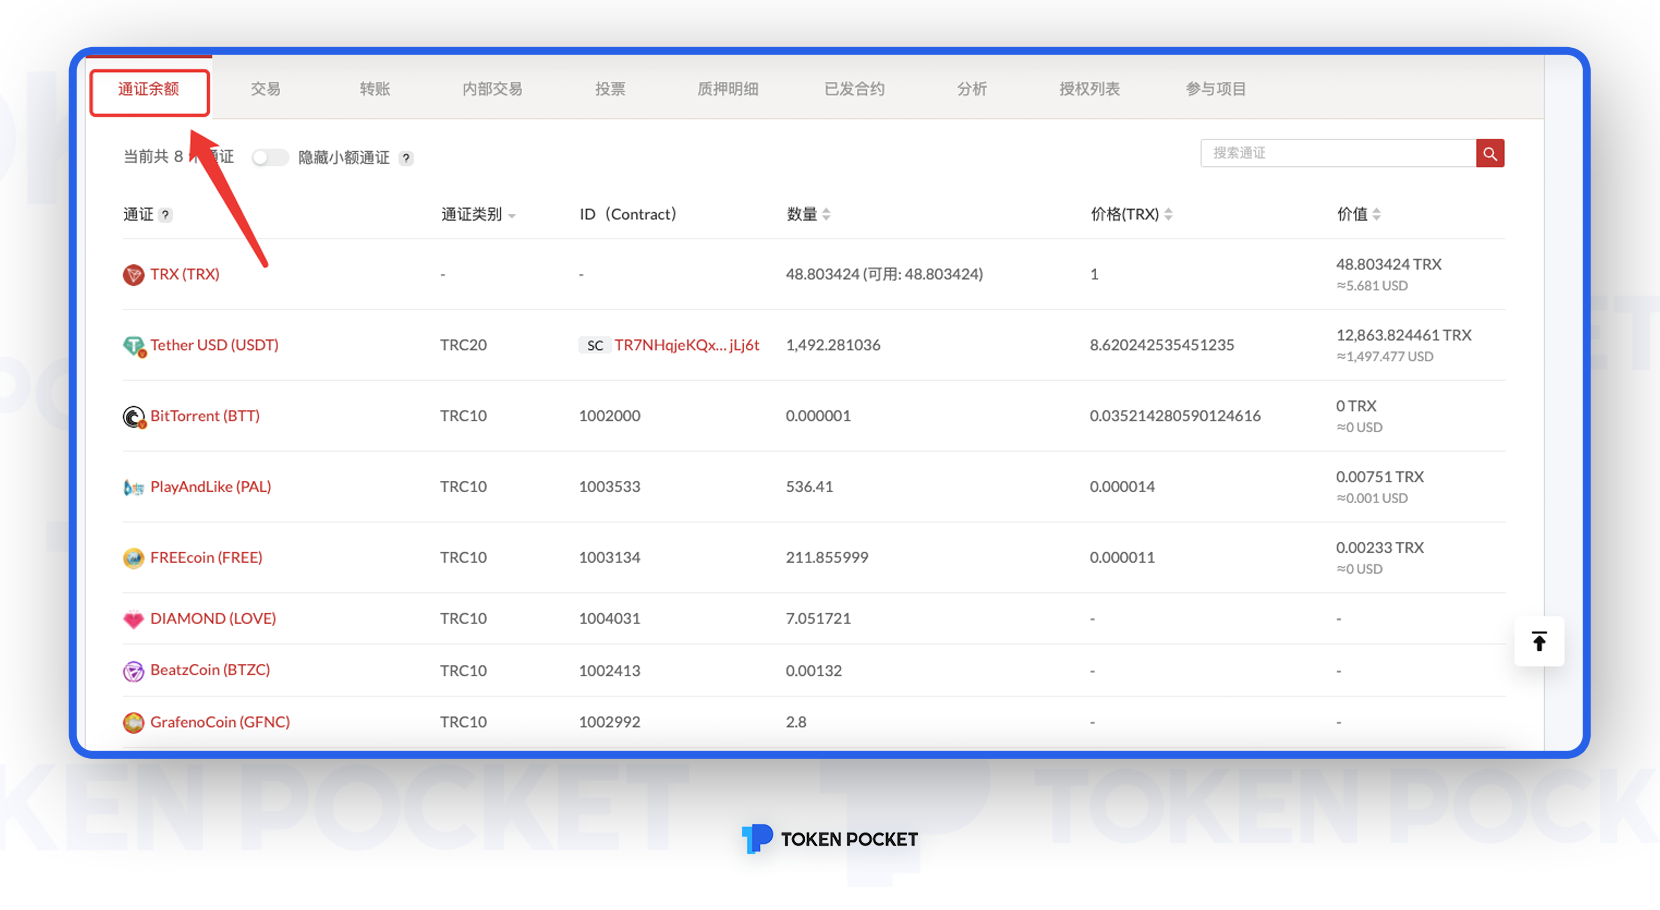 通证余额 交易 转账 内部交易 投票 质押明细 已发合约 分析 授权列表 参与项目
当前共 8 个通证 隐藏小额通证 ? 搜索通证
通证 ? 通证类别 ID（Contract） 数量 价格(TRX) 价值
TRX (TRX) - - 48.803424 (可用: 48.803424) 1 48.803424 TRX
≈5.681 USD
Tether USD (USDT) TRC20 SC TR7NHqjeKQx...jLj6t 1,492.281036 8.620242535451235 12,863.824461 TRX
≈1,497.477 USD
BitTorrent (BTT) TRC10 1002000 0.000001 0.035214280590124616 0 TRX
≈0 USD
PlayAndLike (PAL) TRC10 1003533 536.41 0.000014 0.00751 TRX
≈0.001 USD
FREEcoin (FREE) TRC10 1003134 211.855999 0.000011 0.00233 TRX
≈0 USD
DIAMOND (LOVE) TRC10 1004031 7.051721 - -
BeatzCoin (BTZC) TRC10 1002413 0.00132 - -
GrafenoCoin (GFNC) TRC10 1002992 2.8 - -
TOKEN POCKET